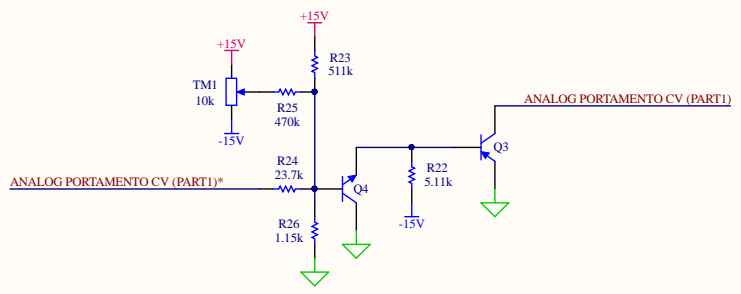 +15V
+15V
R23
511k
TM1
10k
R25
470k
-15V
ANALOG PORTAMENTO CV (PART1)
Q3
R24
23.7k
ANALOG PORTAMENTO CV (PART1)*
Q4
R22
5.11k
-15V
R26
1.15k